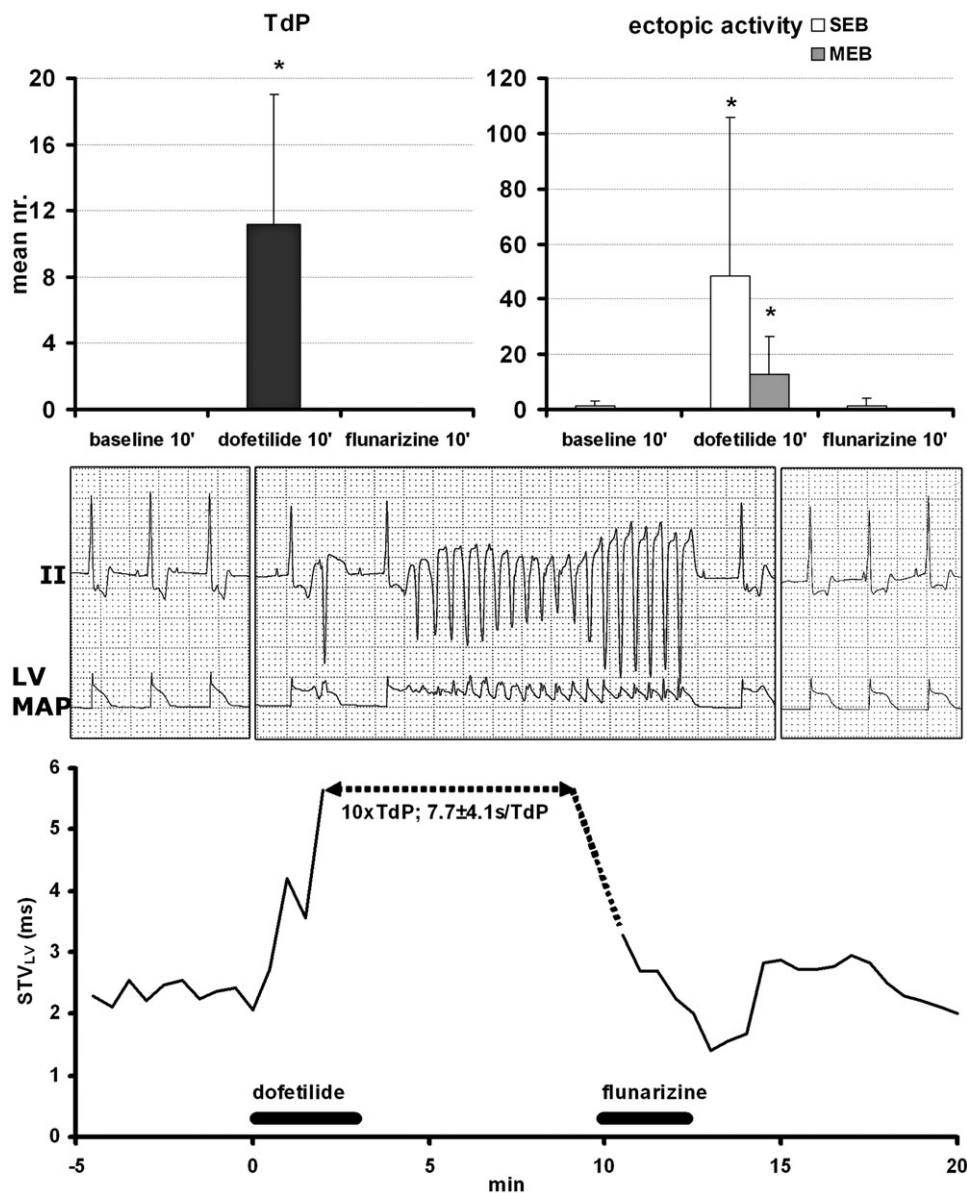 TdP
*
20
16
12
8
4
0
mean nr.
baseline 10' dofetilide 10' flunarizine 10'
ectopic activity SEB
MEB
120
100
80
60
40
20
0
*
*
baseline 10' dofetilide 10' flunarizine 10'
II
LV
MAP
6
5
4
3
2
1
0
STVLV (ms)
10xTdP; 7.7±4.1s/TdP
dofetilide flunarizine
-5 0 5 10 15 20
min